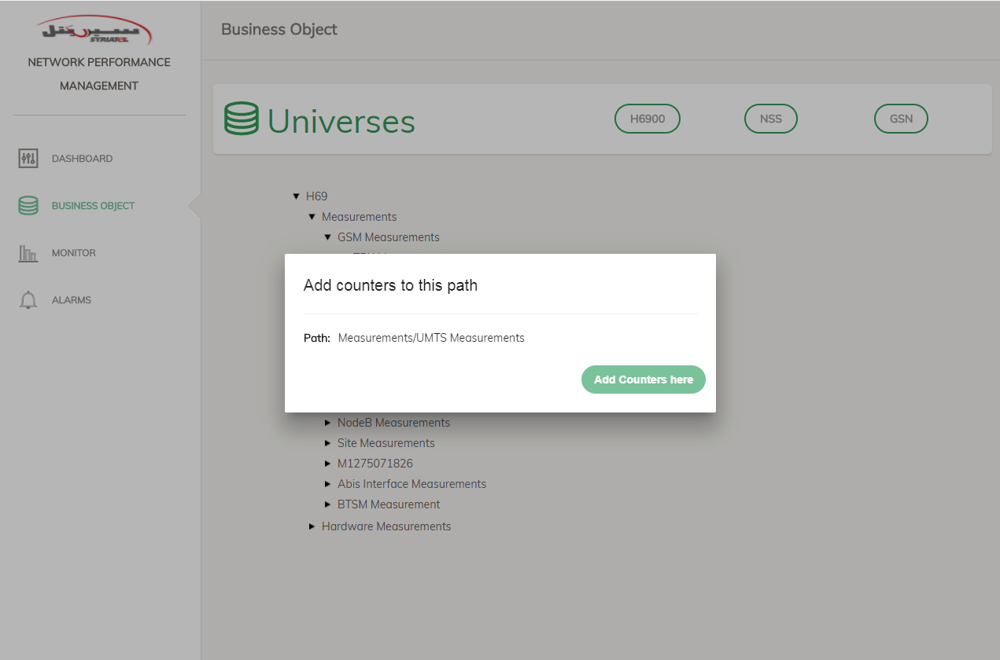 سيريتل
SYRIATEL
NETWORK PERFORMANCE
MANAGEMENT
DASHBOARD
BUSINESS OBJECT
MONITOR
ALARMS
Business Object
Universes
H6900
NSS
GSN
H69
Measurements
GSM Measurements
Add counters to this path
Path: Measurements/UMTS Measurements
Add Counters here
NodeB Measurements
Site Measurements
M1275071826
Abis Interface Measurements
BTSM Measurement
Hardware Measurements